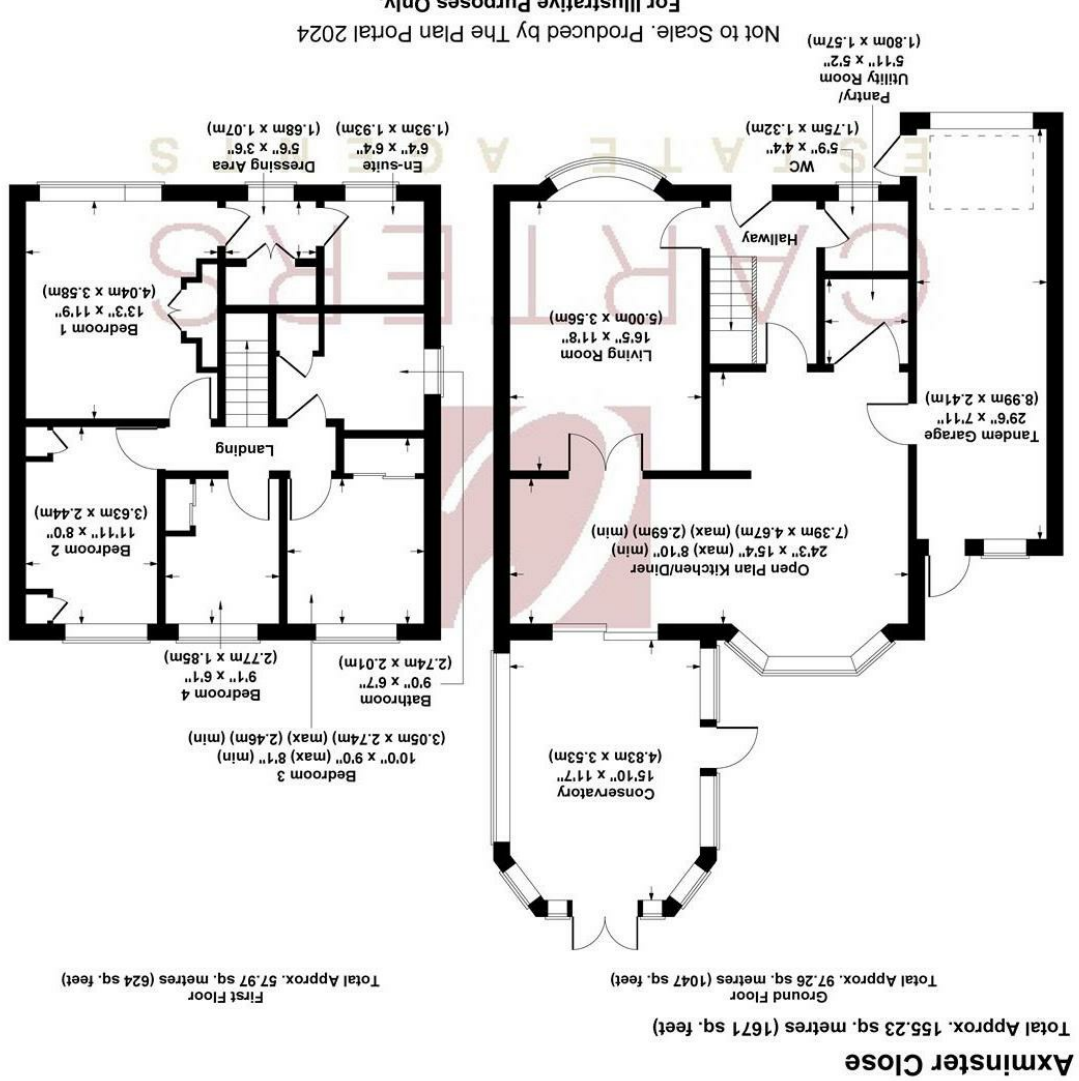 Axminster Close
Total Approx. 155.23 sq. metres (1671 sq. feet)
Ground Floor
Total Approx. 97.26 sq. metres (1047 sq. feet)
First Floor
Total Approx. 57.97 sq. metres (624 sq. feet)
Conservatory
15'10" x 11'7"
(4.83m x 3.53m)
Open Plan Kitchen/Diner
24'3" x 15'4" (max) 8'10" (min)
(7.39m x 4.67m) (max) (2.69m) (min)
Tandem Garage
29'6" x 7'11"
(8.99m x 2.41m)
Living Room
16'5" x 11'8"
(5.00m x 3.56m)
Hallway
WC
5'9" x 4'4"
(1.75m x 1.32m)
Pantry/
Utility Room
5'11" x 5'2"
(1.80m x 1.57m)
Bedroom 3
10'0" x 9'0" (max) 8'1" (min)
(3.05m x 2.74m) (max) (2.46m) (min)
Bathroom
9'0" x 6'7"
(2.74m x 2.01m)
Bedroom 4
9'1" x 6'1"
(2.77m x 1.85m)
Bedroom 2
11'11" x 8'0"
(3.63m x 2.44m)
Landing
Bedroom 1
13'3" x 11'9"
(4.04m x 3.58m)
En-suite
6'4" x 6'4"
(1.93m x 1.93m)
Dressing Area
5'6" x 3'6"
(1.68m x 1.07m)
CARTERS
ESTATE AGENTS
Not to Scale. Produced by The Plan Portal 2024
For Illustrative Purposes Only.